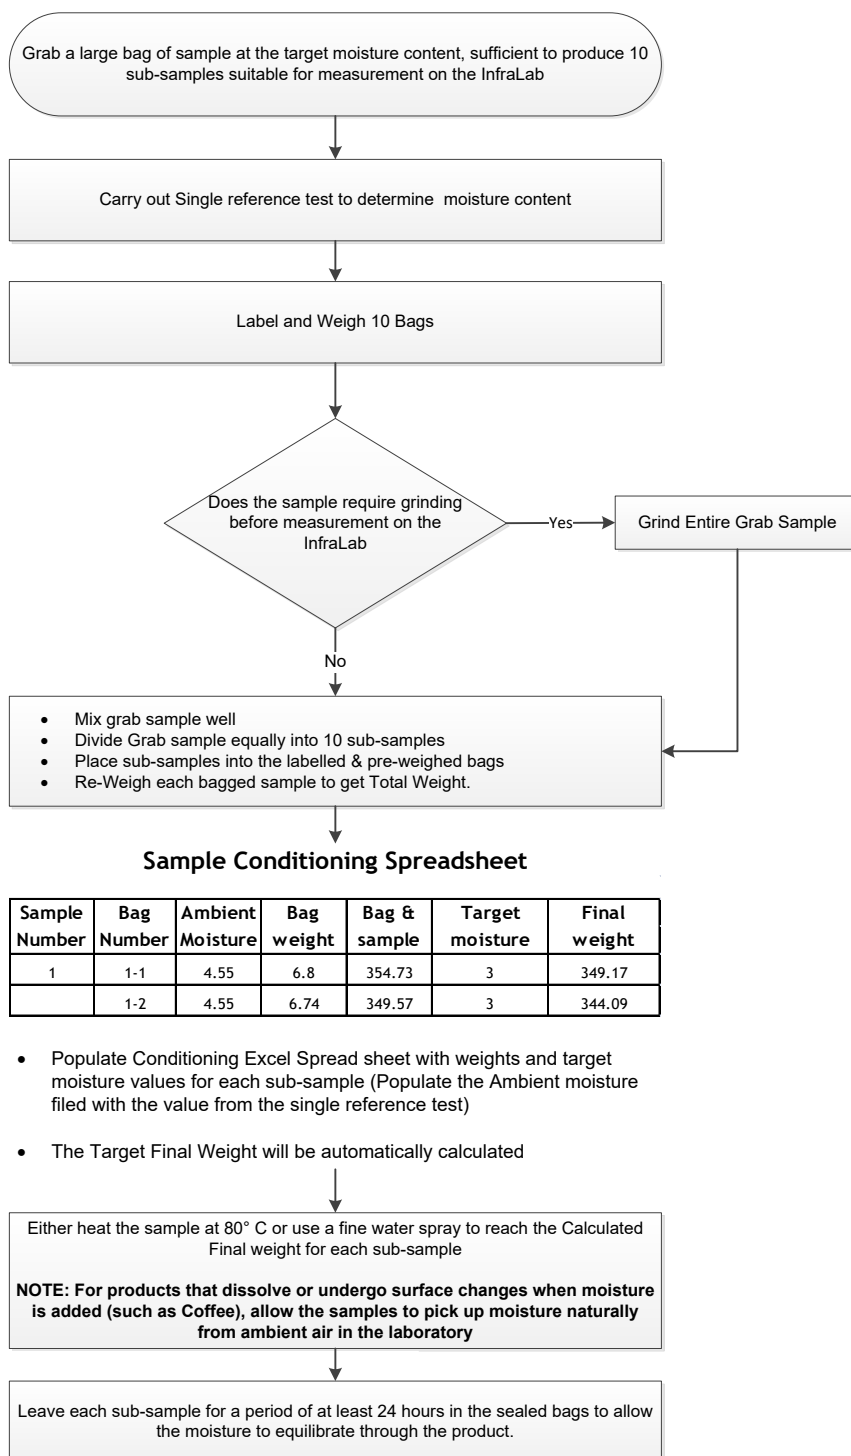 Grab a large bag of sample at the target moisture content, sufficient to produce 10
sub-samples suitable for measurement on the InfraLab
Carry out Single reference test to determine  moisture content
Label and Weigh 10 Bags
Does the sample require grinding
before measurement on the
InfraLab
Yes
Grind Entire Grab Sample
No
• Mix grab sample well
• Divide Grab sample equally into 10 sub-samples
• Place sub-samples into the labelled & pre-weighed bags
• Re-Weigh each bagged sample to get Total Weight.
Sample Conditioning Spreadsheet
Sample Bag Ambient Bag Bag & Target Final
Number Number Moisture weight sample moisture weight
1 1-1 4.55 6.8 354.73 3 349.17
1-2 4.55 6.74 349.57 3 344.09
• Populate Conditioning Excel Spread sheet with weights and target
moisture values for each sub-sample (Populate the Ambient moisture
filed with the value from the single reference test)
• The Target Final Weight will be automatically calculated
Either heat the sample at 80° C or use a fine water spray to reach the Calculated
Final weight for each sub-sample
NOTE: For products that dissolve or undergo surface changes when moisture
is added (such as Coffee), allow the samples to pick up moisture naturally
from ambient air in the laboratory
Leave each sub-sample for a period of at least 24 hours in the sealed bags to allow
the moisture to equilibrate through the product.